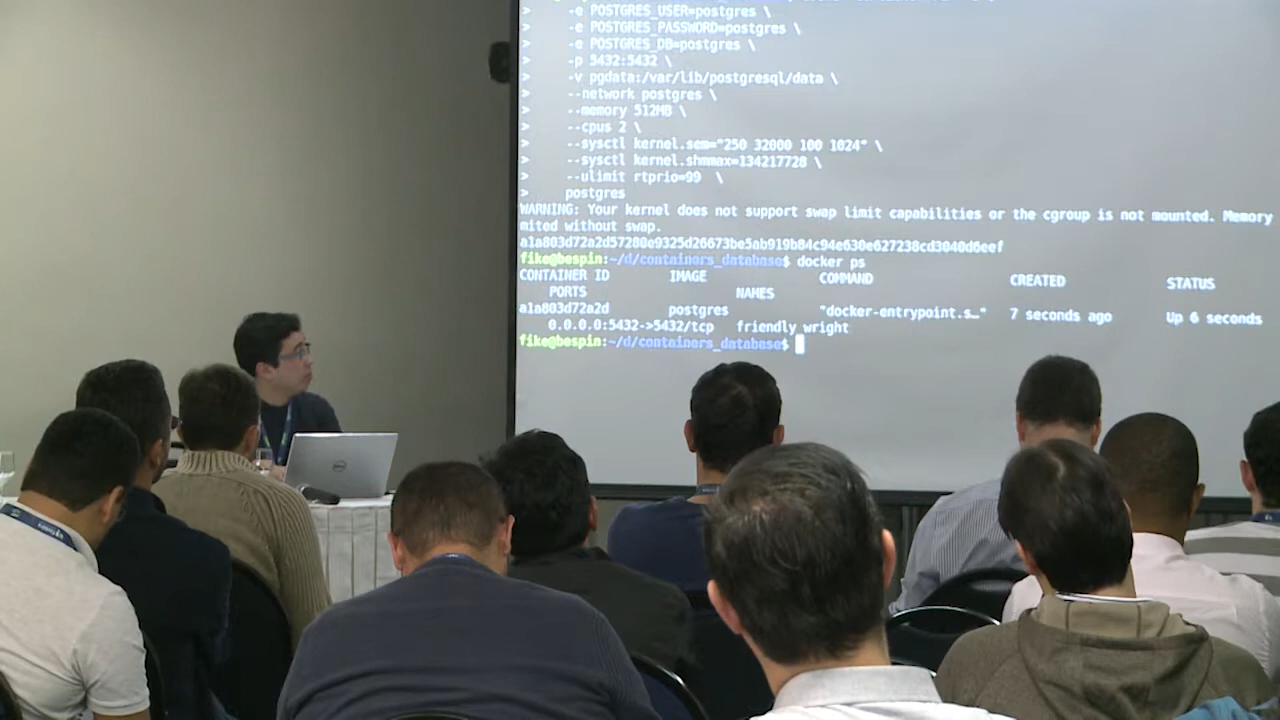 > -e POSTGRES_USER=postgres \
> -e POSTGRES_PASSWORD=postgres \
> -e POSTGRES_DB=postgres \
> -p 5432:5432 \
> -v pgdata:/var/lib/postgresql/data \
> --network postgres \
> --memory 512MB \
> --cpus 2 \
> --sysctl kernel.sem="250 32000 100 1024" \
> --sysctl kernel.shmmax=134217728 \
> --ulimit rtprio=99 \
> postgres
WARNING: Your kernel does not support swap limit capabilities or the cgroup is not mounted. Memory
mited without swap.
a1a803d72a2d57280e9325d26673be5ab919b84c94e630e627238cd3040d6eef
fike@bespin:~/d/containers_database$ docker ps
CONTAINER ID IMAGE COMMAND CREATED STATUS
PORTS NAMES
a1a803d72a2d postgres "docker-entrypoint.s…" 7 seconds ago Up 6 seconds
0.0.0.0:5432->5432/tcp friendly_wright
fike@bespin:~/d/containers_database$
DELL